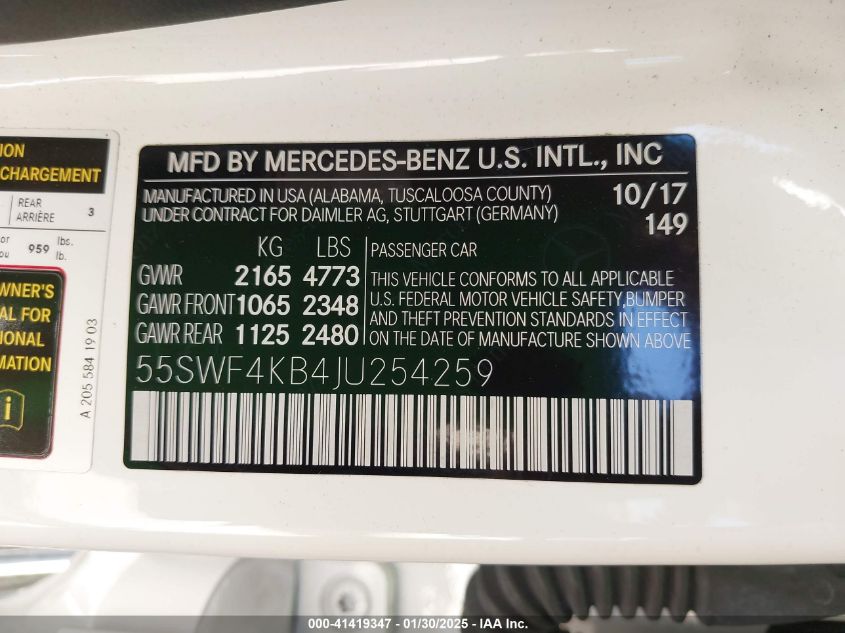 ION
CHARGEMENT
REAR
ARRIÈRE 3
959 lbs.
lb.
WNER'S
AL FOR
IONAL
MATION
i
A 205 584 19 03
MFD BY MERCEDES-BENZ U.S. INTL., INC
MANUFACTURED IN USA (ALABAMA, TUSCALOOSA COUNTY) 10/17
UNDER CONTRACT FOR DAIMLER AG, STUTTGART (GERMANY) 149
KG LBS PASSENGER CAR
GWR 2165 4773 THIS VEHICLE CONFORMS TO ALL APPLICABLE
GAWR FRONT 1065 2348 U.S. FEDERAL MOTOR VEHICLE SAFETY,BUMPER
GAWR REAR 1125 2480 AND THEFT PREVENTION STANDARDS IN EFFECT
ON THE DATE OF MANUFACTURE SHOWN ABOVE
55SWF4KB4JU254259
000-41419347 - 01/30/2025 - IAA Inc.